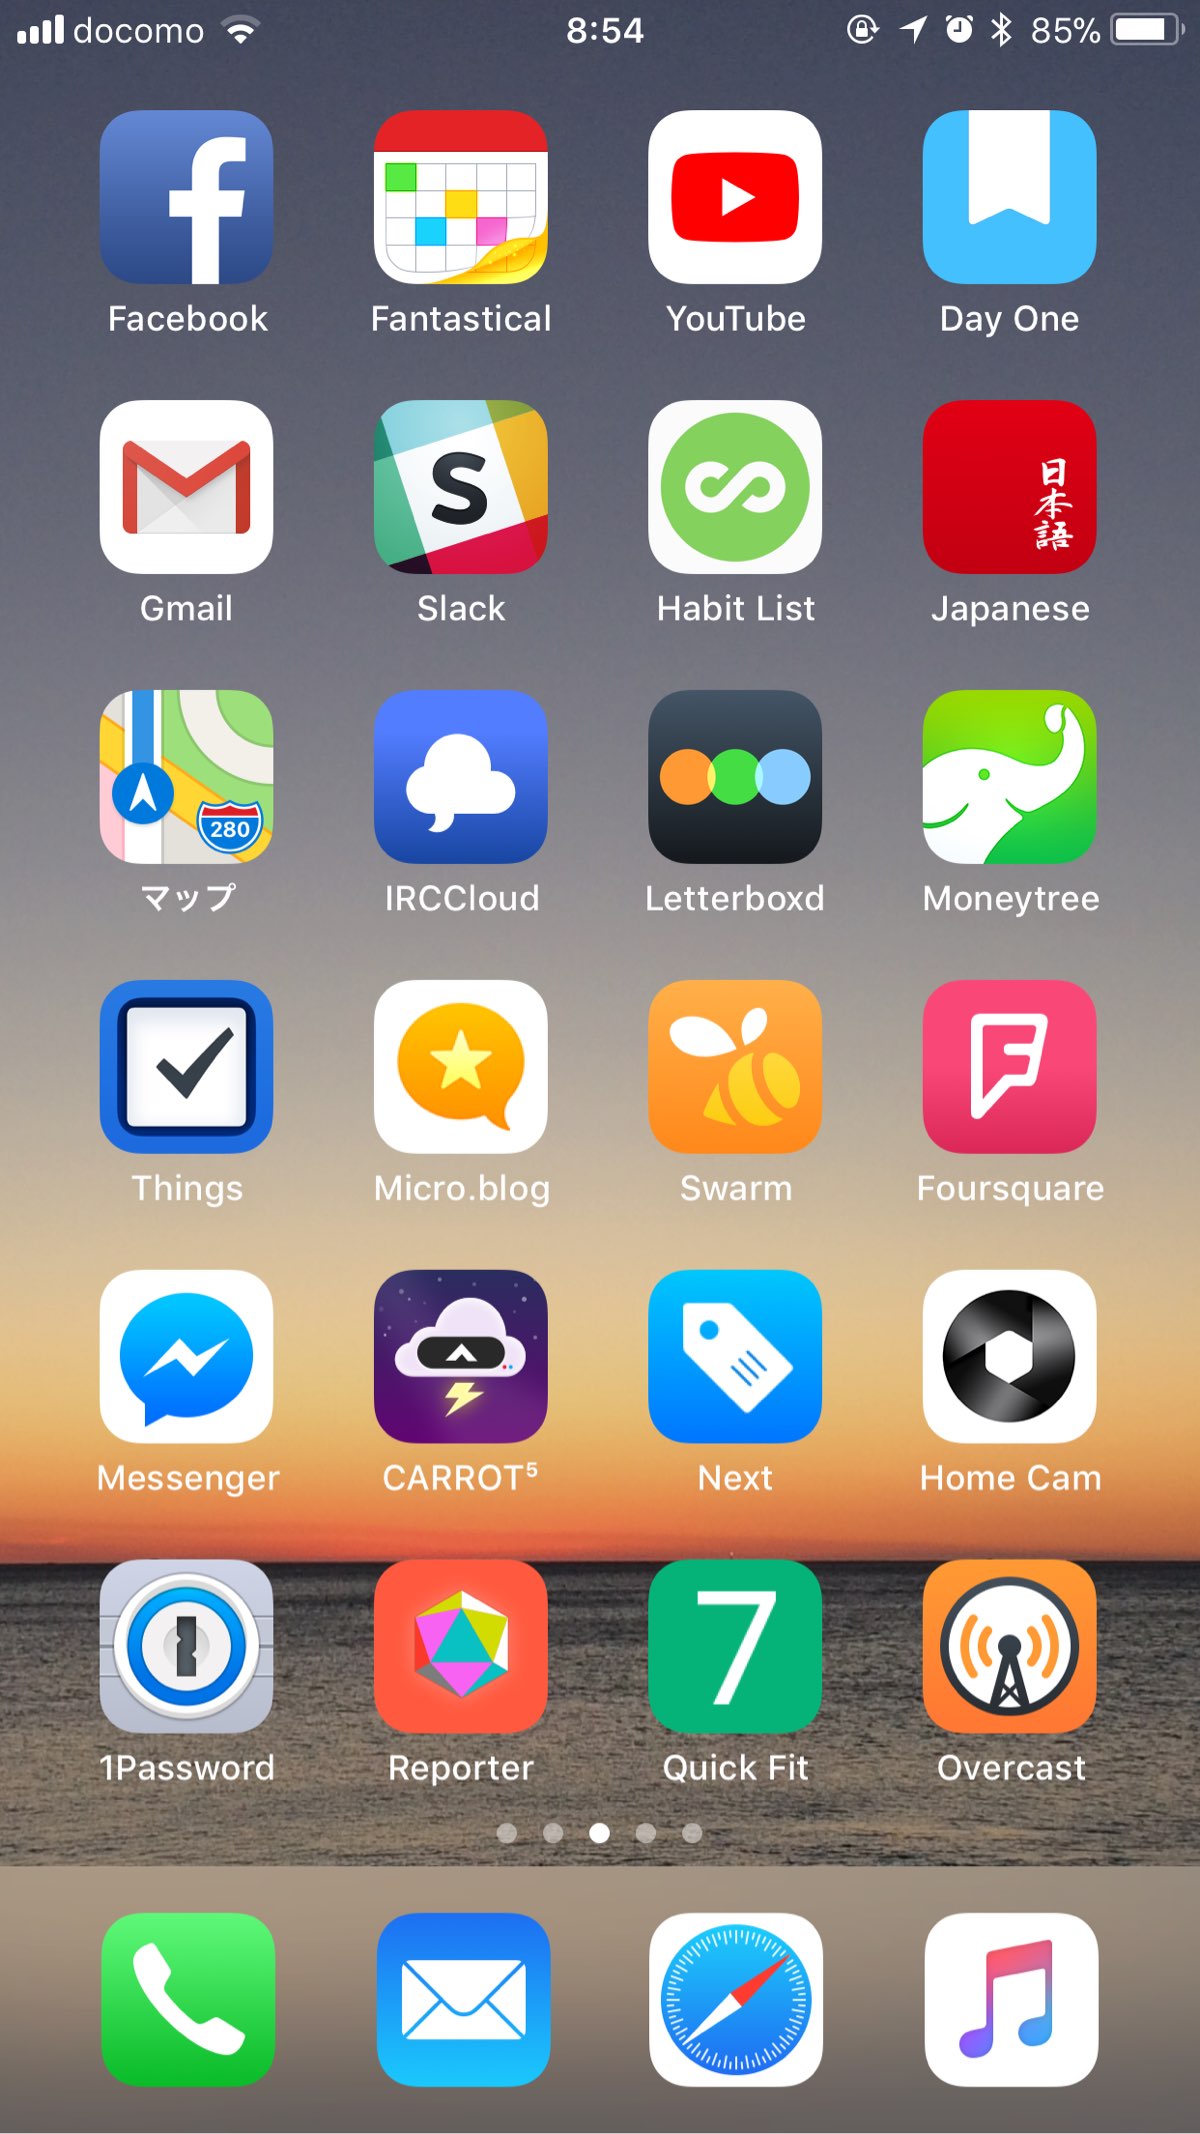 docomo 8:54 85%
Facebook Fantastical YouTube Day One
S 日本語
Gmail Slack Habit List Japanese
280
マップ IRCCloud Letterboxd Moneytree
Things Micro.blog Swarm Foursquare
Messenger CARROT⁵ Next Home Cam
7
1Password Reporter Quick Fit Overcast